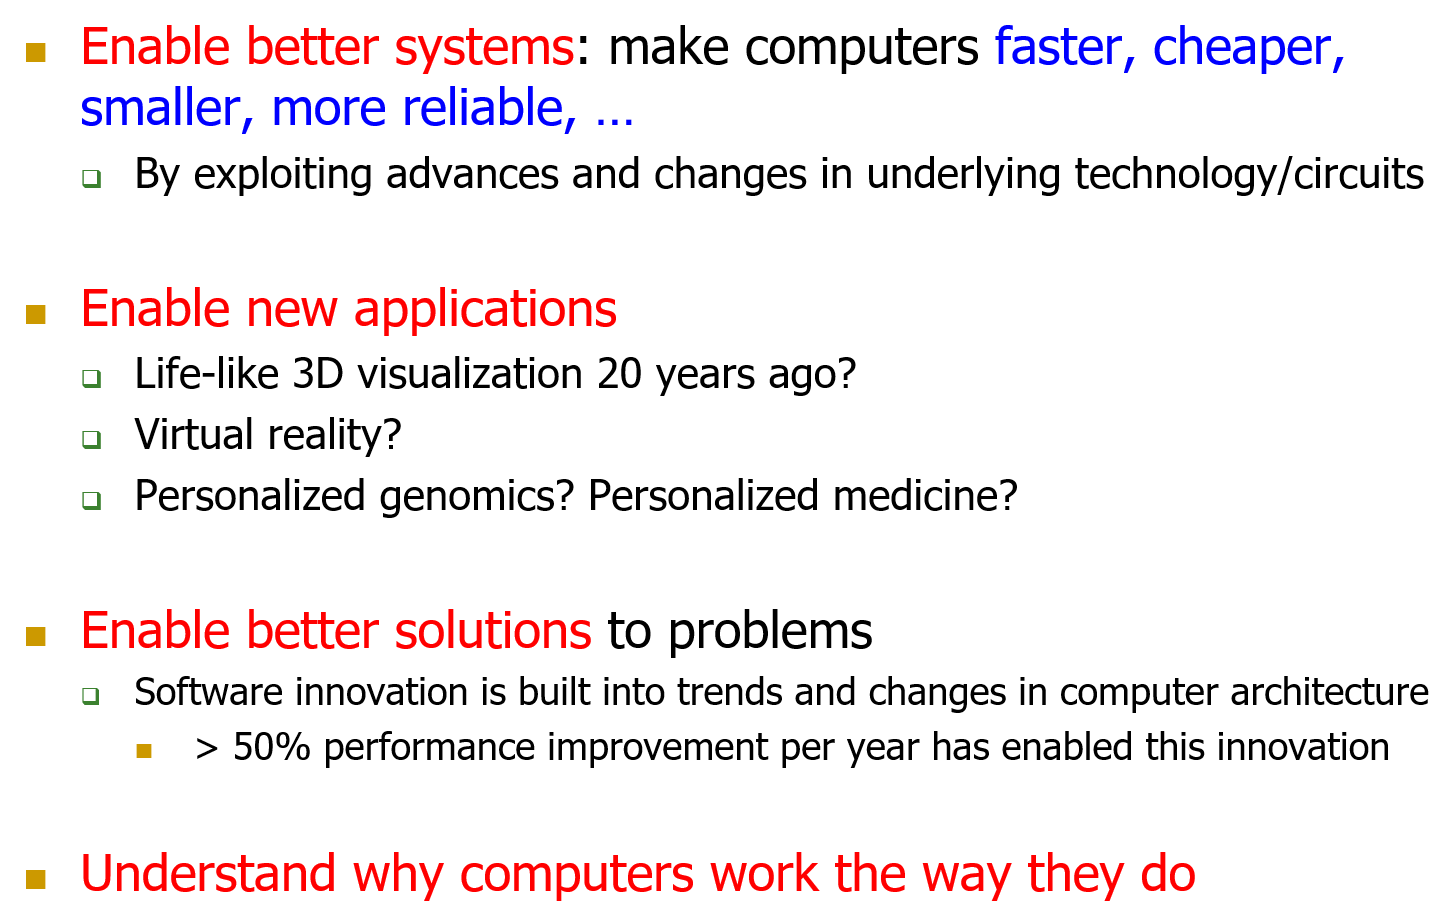 Enable better systems: make computers faster, cheaper,
smaller, more reliable, …
By exploiting advances and changes in underlying technology/circuits
Enable new applications
Life-like 3D visualization 20 years ago?
Virtual reality?
Personalized genomics? Personalized medicine?
Enable better solutions to problems
Software innovation is built into trends and changes in computer architecture
> 50% performance improvement per year has enabled this innovation
Understand why computers work the way they do